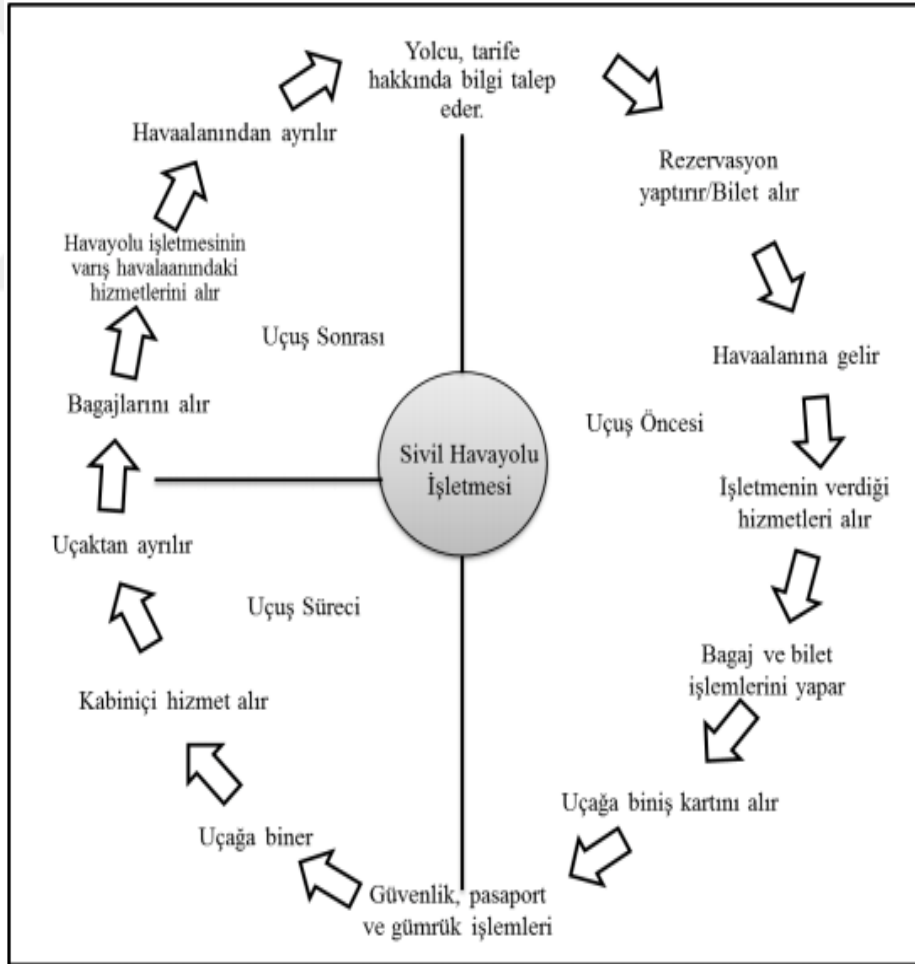 Yolcu, tarife
hakkında bilgi talep
eder.
Rezervasyon
yaptırır/Bilet alır
Havaalanına gelir
İşletmenin verdiği
hizmetleri alır
Bagaj ve bilet
işlemlerini yapar
Uçağa biniş kartını alır
Güvenlik, pasaport
ve gümrük işlemleri
Uçağa biner
Kabiniçi hizmet alır
Uçaktan ayrılır
Bagajlarını alır
Havayolu işletmesinin
varış havalaanındaki
hizmetlerini alır
Havaalanından ayrılır
Uçuş Sonrası
Uçuş Öncesi
Sivil Havayolu
İşletmesi
Uçuş Süreci